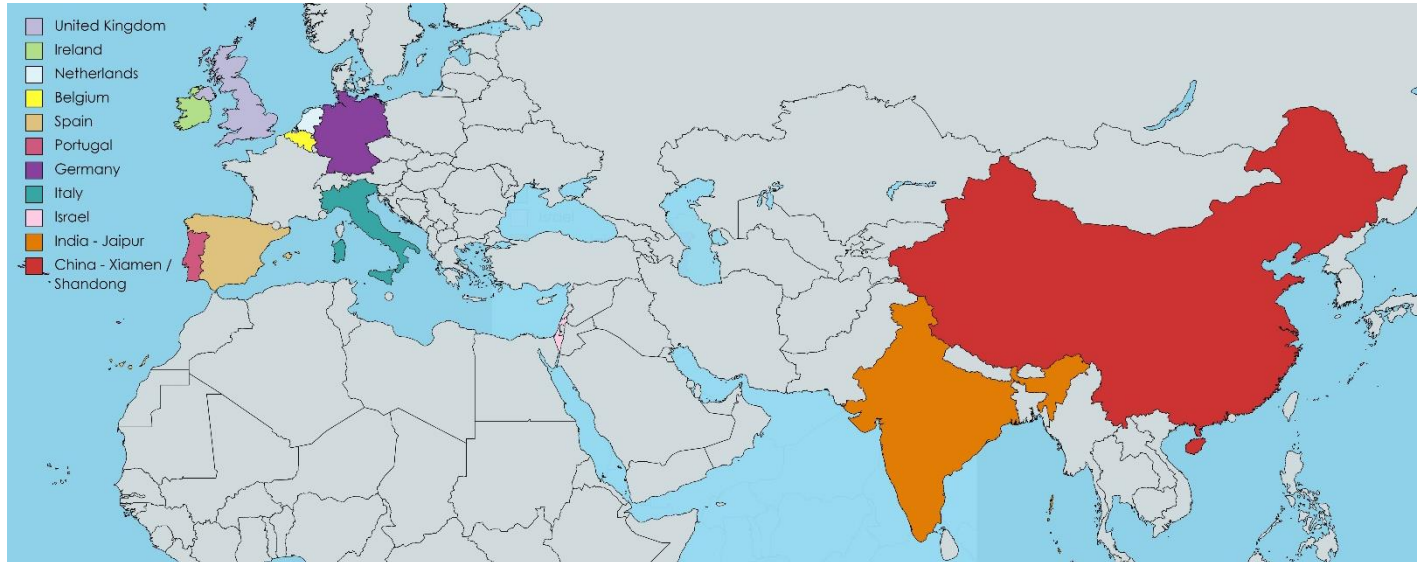 United Kingdom
Ireland
Netherlands
Belgium
Spain
Portugal
Germany
Italy
Israel
India - Jaipur
China - Xiamen /
Shandong